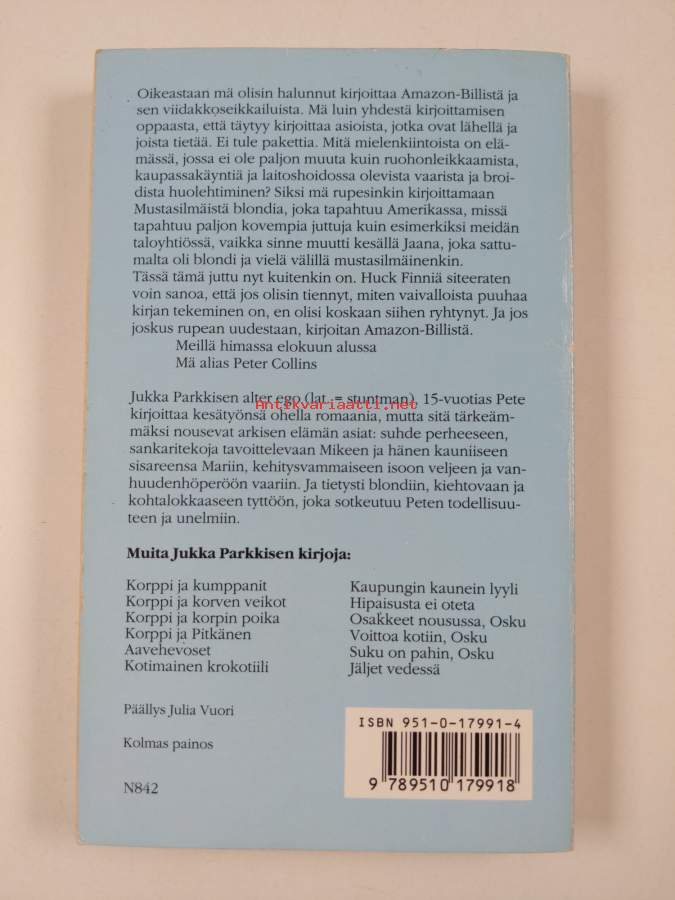 Oikeastaan mä olisin halunnut kirjoittaa Amazon-Billistä ja
sen viidakkoseikkailuista. Mä luin yhdestä kirjoittamisen
oppaasta, että täytyy kirjoittaa asioista, jotka ovat lähellä ja
joista tietää. Ei tule pakettia. Mitä mielenkiintoista on elä-
mässä, jossa ei ole paljon muuta kuin ruohonleikkaamista,
kaupassakäyntiä ja laitoshoidossa olevista vaarista ja broi-
dista huolehtiminen? Siksi mä rupesinkin kirjoittamaan
Mustasilmäistä blondia, joka tapahtuu Amerikassa, missä
tapahtuu paljon kovempia juttuja kuin esimerkiksi meidän
taloyhtiössä, vaikka sinne muutti kesällä Jaana, joka sattu-
malta oli blondi ja vielä välillä mustasilmäinenkin.
Tässä tämä juttu nyt kuitenkin on. Huck Finniä siteeraten
voin sanoa, että jos olisin tiennyt, miten vaivalloista puuhaa
kirjan tekeminen on, en olisi koskaan siihen ryhtynyt. Ja jos
joskus rupean uudestaan, kirjoitan Amazon-Billistä.
Meillä himassa elokuun alussa
Mä alias Peter Collins
Jukka Parkkisen alter ego (lat. = stuntman), 15-vuotias Pete
Antikvariaatti.net
kirjoittaa kesätyönsä ohella romaania, mutta sitä tärkeäm-
mäksi nousevat arkisen elämän asiat: suhde perheeseen,
sankaritekoja tavoittelevaan Mikeen ja hänen kauniiseen
sisareensa Mariin, kehitysvammaiseen isoon veljeen ja van-
huudenhöperöön vaariin. Ja tietysti blondiin, kiehtovaan ja
kohtalokkaaseen tyttöön, joka sotkeutuu Peten todellisuu-
teen ja unelmiin.
Muita Jukka Parkkisen kirjoja:
Korppi ja kumppanit
Korppi ja korven veikot
Korppi ja korpin poika
Korppi ja Pitkänen
Aavehevoset
Kotimainen krokotiili
Kaupungin kaunein lyyli
Hipaisusta ei oteta
Osakkeet nousussa, Osku
Voittoa kotiin, Osku
Suku on pahin, Osku
Jäljet vedessä
Päällys Julia Vuori
Kolmas painos
N842
ISBN 951-0-17991-4
9 789510 179918